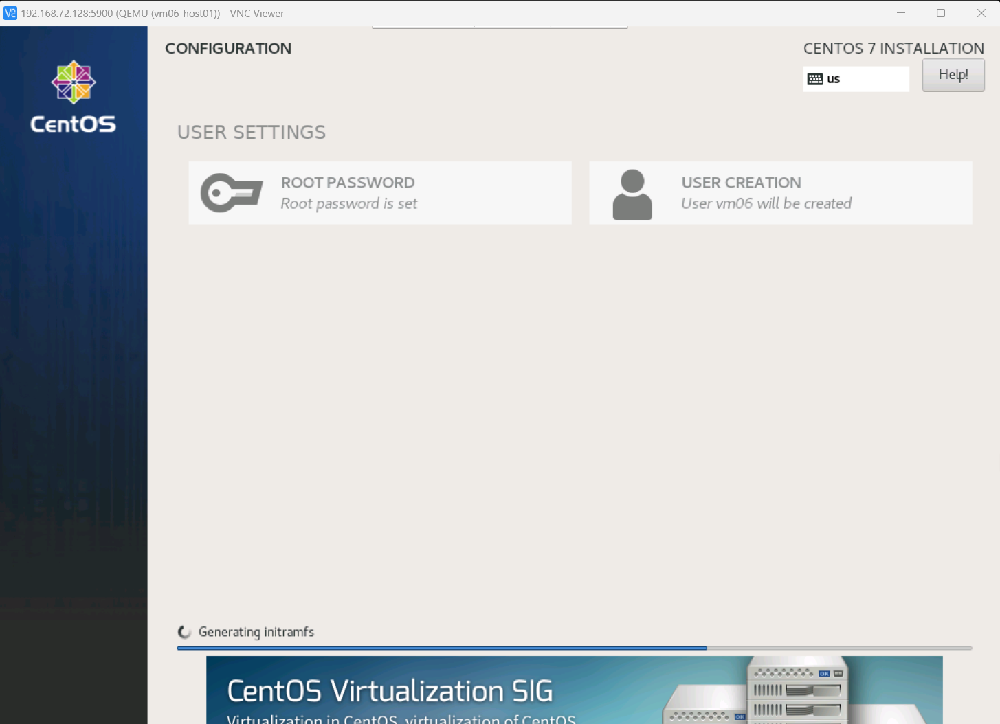 192.168.72.128:5900 (QEMU (vm06-host01)) - VNC Viewer
CentOS
CONFIGURATION
CENTOS 7 INSTALLATION
us
Help!
USER SETTINGS
ROOT PASSWORD
Root password is set
USER CREATION
User vm06 will be created
Generating initramfs
CentOS Virtualization SIG
Virtualization in CentOS, virtualization of CentOS
OK
OK